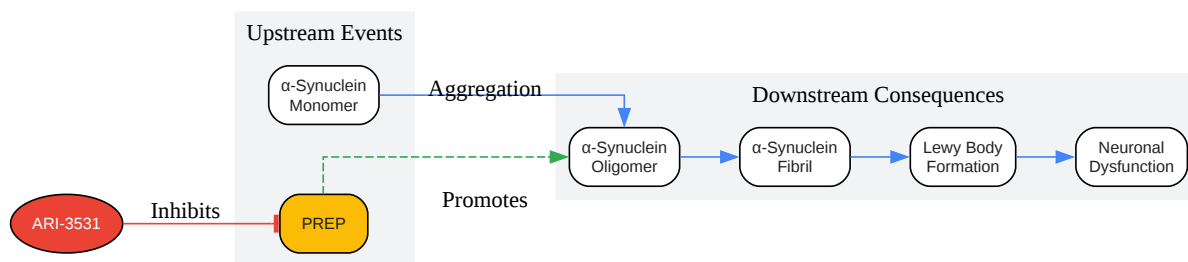 Upstream Events
α-Synuclein
Monomer
Aggregation
Downstream Consequences
α-Synuclein
Oligomer
α-Synuclein
Fibril
Lewy Body
Formation
Neuronal
Dysfunction
Promotes
ARI-3531
Inhibits
PREP